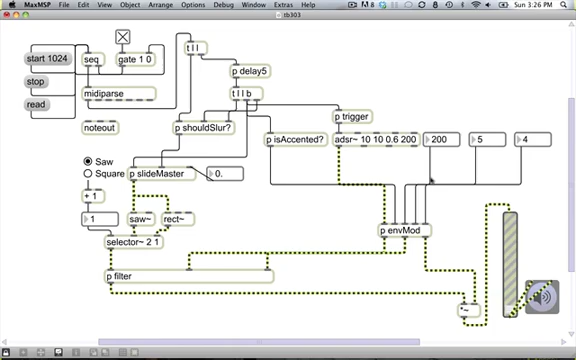 MaxMSP File Edit View Object Arrange Options Debug Extras Window Help
8
Sun 3:26 PM
tb303
start 1024
seq
gate 1 0
t l l
stop
p delay5
read
midiparse
t l l b
noteout
p shouldSlur?
p trigger
p isAccented?
adsr~ 10 10 0.6 200
200
5
4
Saw
Square
p slideMaster
0.
+ 1
1
saw~
rect~
p envMod
selector~ 2 1
p filter
*~